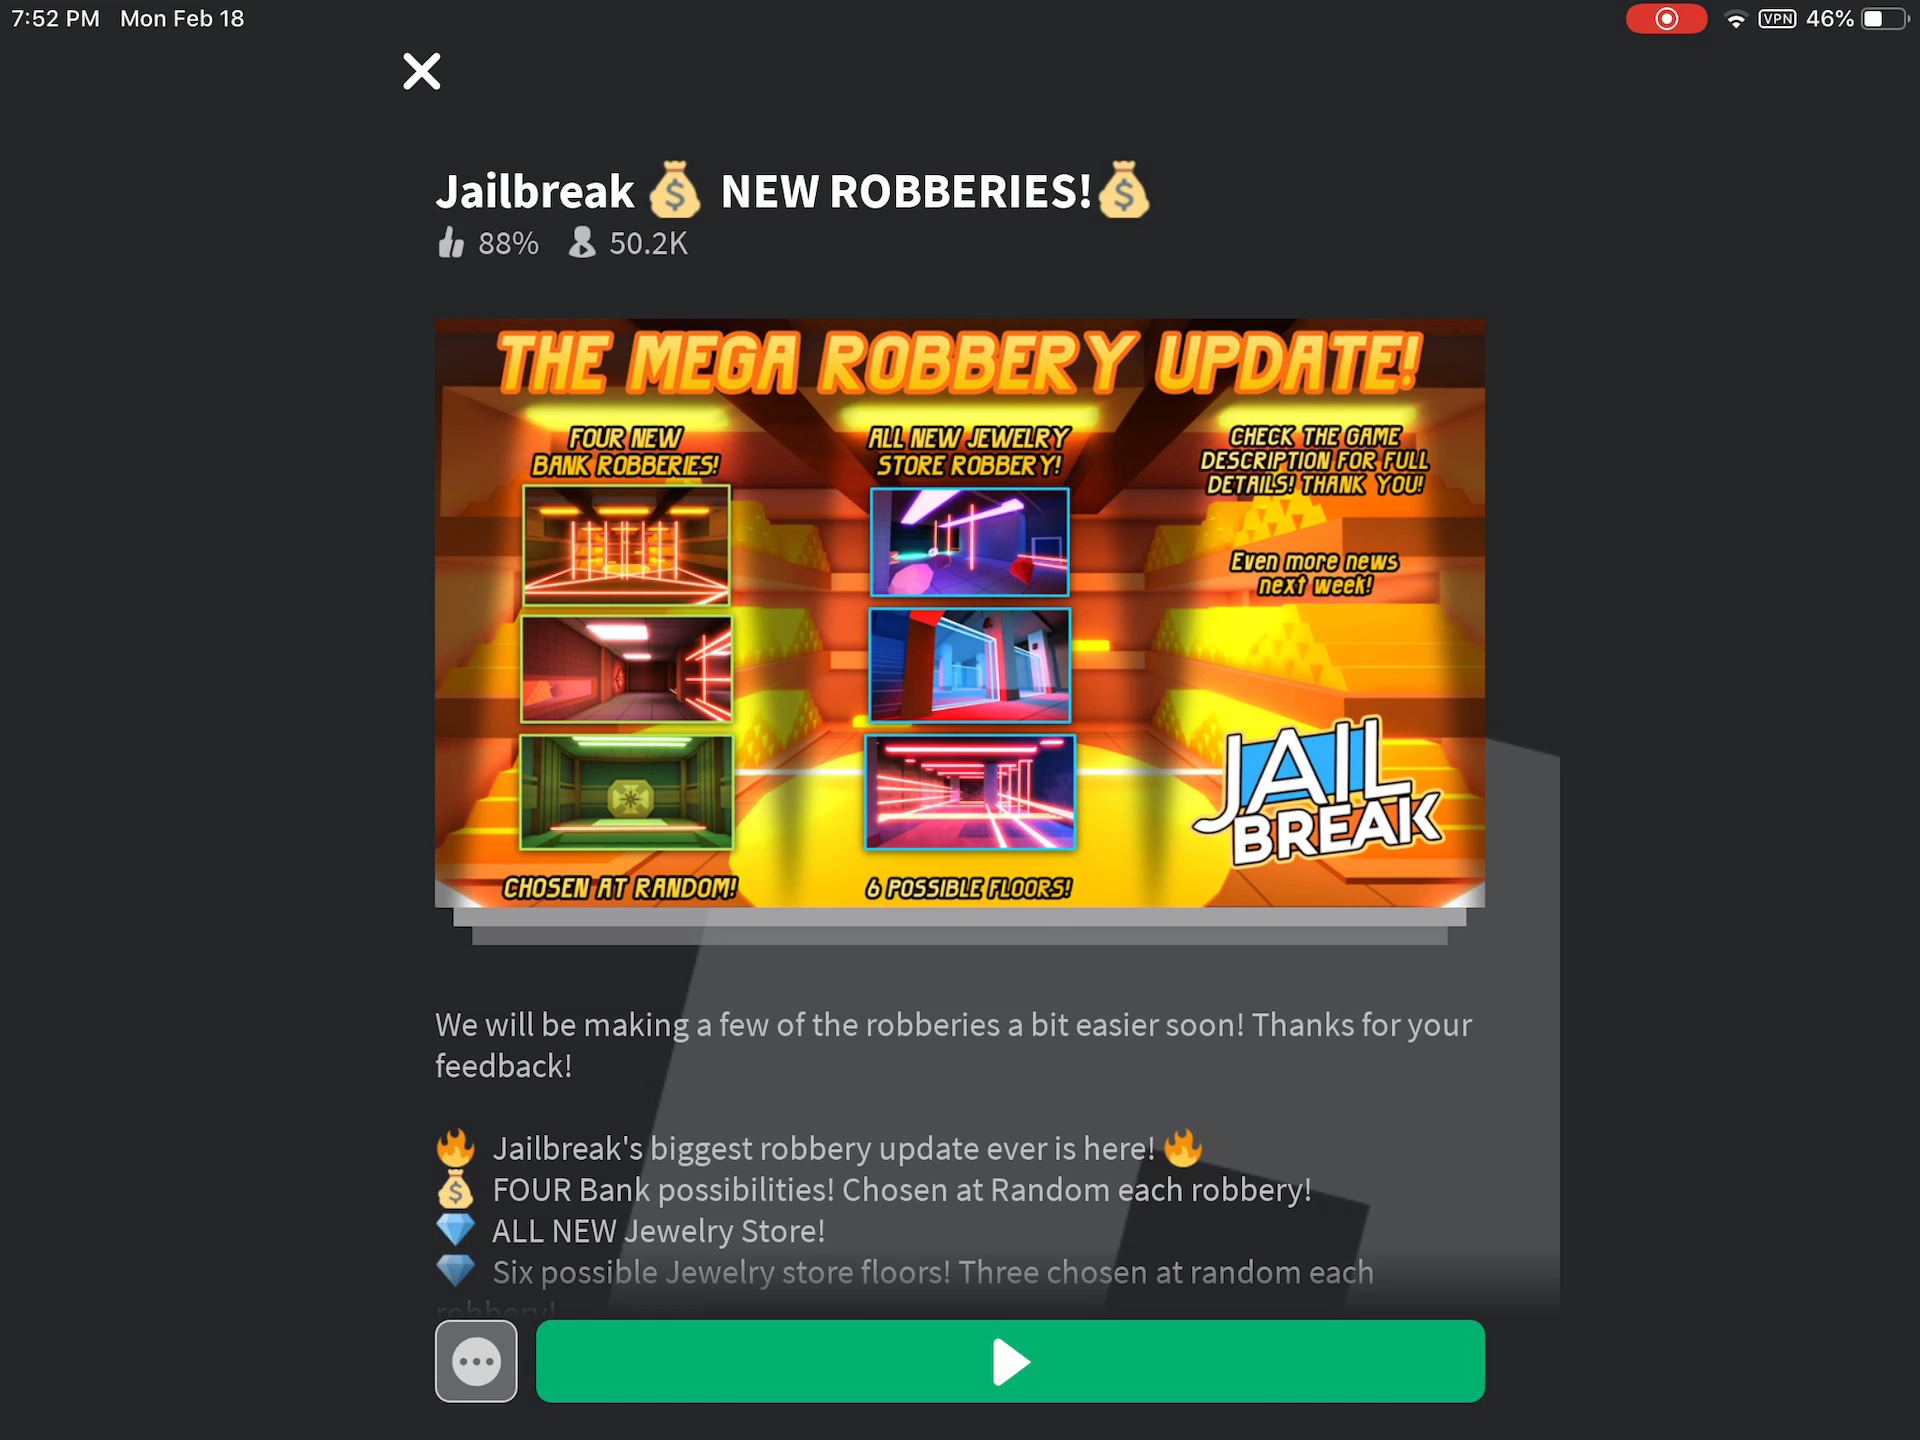 7:52 PM Mon Feb 18
VPN 46%
Jailbreak 💰 NEW ROBBERIES!💰
88% 50.2K
THE MEGA ROBBERY UPDATE!
FOUR NEW
BANK ROBBERIES!
ALL NEW JEWELRY
STORE ROBBERY!
CHECK THE GAME
DESCRIPTION FOR FULL
DETAILS! THANK YOU!
Even more news
next week!
JAIL
BREAK
CHOSEN AT RANDOM!
6 POSSIBLE FLOORS!
We will be making a few of the robberies a bit easier soon! Thanks for your
feedback!
🔥 Jailbreak's biggest robbery update ever is here! 🔥
💰 FOUR Bank possibilities! Chosen at Random each robbery!
💎 ALL NEW Jewelry Store!
💎 Six possible Jewelry store floors! Three chosen at random each
robbery!